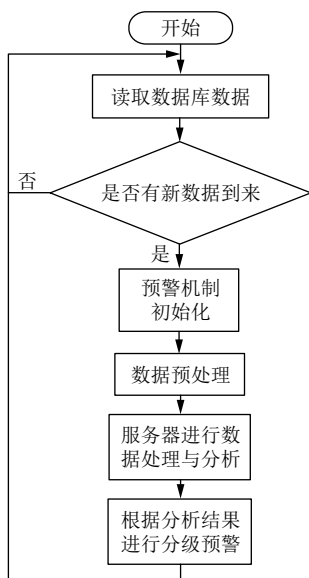 开始
读取数据库数据
否
是否有新数据到来
是
预警机制
初始化
数据预处理
服务器进行数
据处理与分析
根据分析结果
进行分级预警